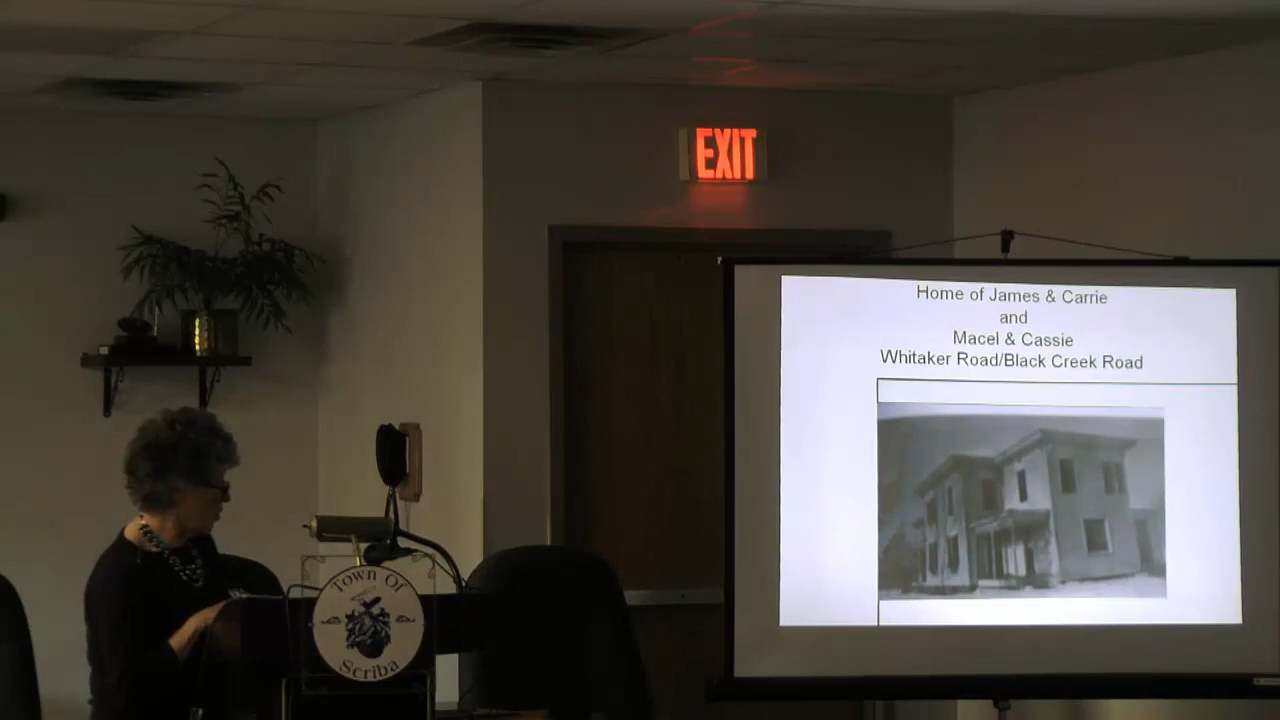 EXIT
Home of James & Carrie
and
Macel & Cassie
Whitaker Road/Black Creek Road
Town Of
Scriba